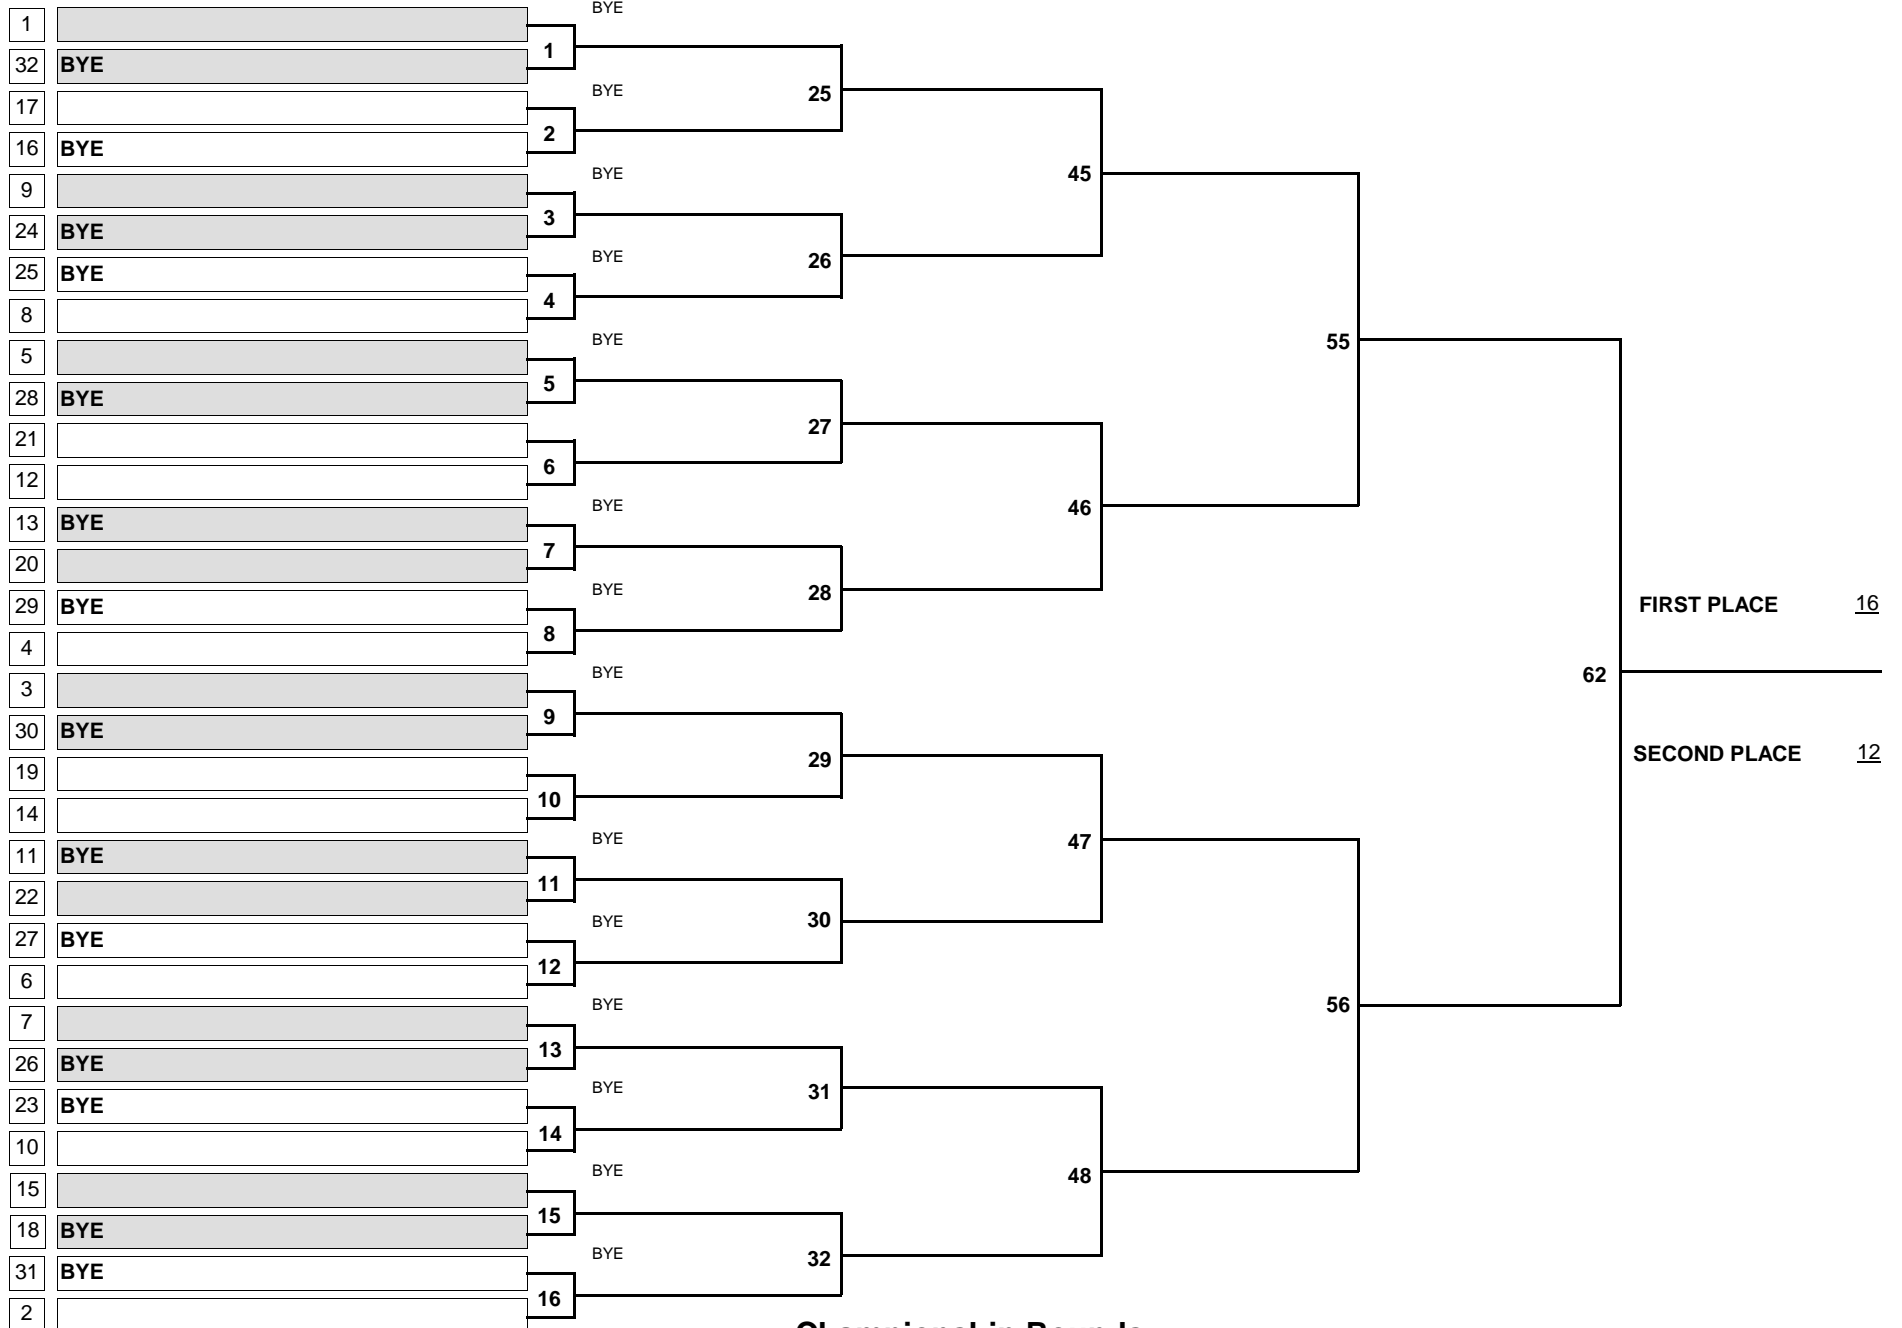 BYE
1
1
32 BYE
BYE
25
17
2
16 BYE
BYE
45
9
3
24 BYE
BYE
26
25 BYE
4
8
BYE
55
5
5
28 BYE
27
21
6
12
BYE
46
13 BYE
7
20
BYE
28
29 BYE
FIRST PLACE 16
8
4
BYE
62
3
9
30 BYE
29
SECOND PLACE 12
19
10
14
BYE
47
11 BYE
11
22
BYE
30
27 BYE
12
6
BYE
56
7
13
26 BYE
BYE
31
23 BYE
14
10
BYE
48
15
15
18 BYE
BYE
32
31 BYE
16
2
Championship Rounds